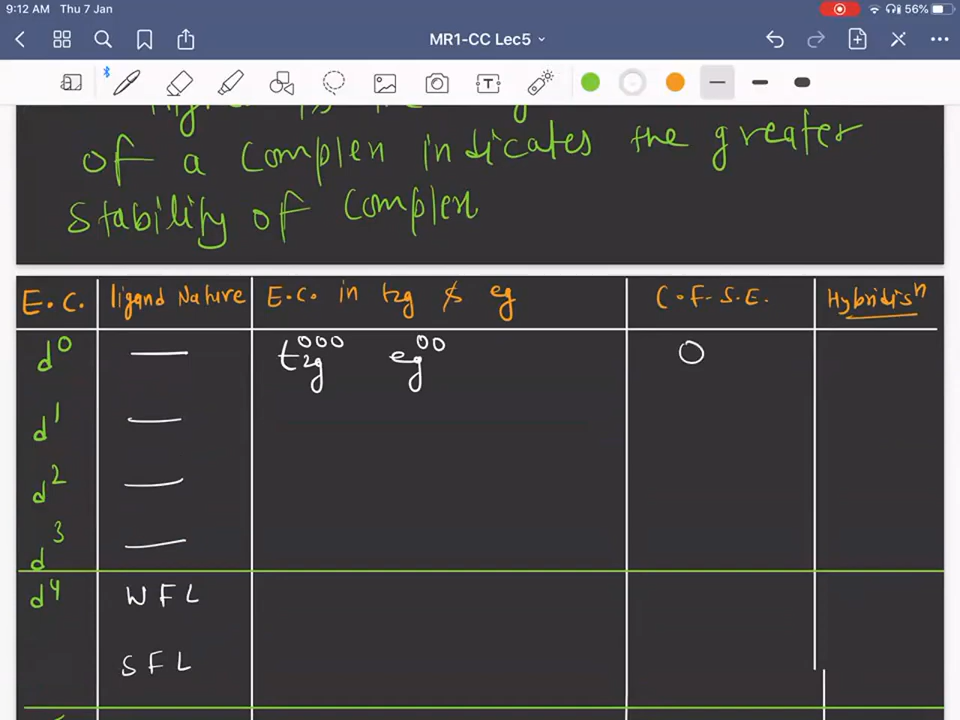 9:12 AM Thu 7 Jan 56%
MR1-CC Lec5
of a complex indicates the greater
stability of complex
E.C. ligand Nature E.C. in t2g & eg C.F.S.E. Hybridisⁿ
d⁰ — t2g⁰⁰⁰ eg⁰⁰ 0
d¹ —
d² —
d³ —
d⁴ WFL
SFL